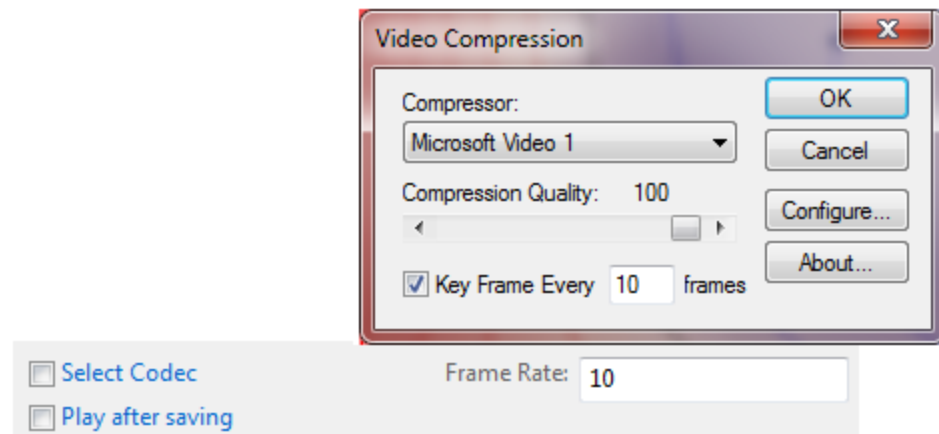 Video Compression
Compressor:
OK
Microsoft Video 1
Cancel
Compression Quality: 100
Configure...
About...
Key Frame Every 10 frames
Select Codec
Frame Rate: 10
Play after saving